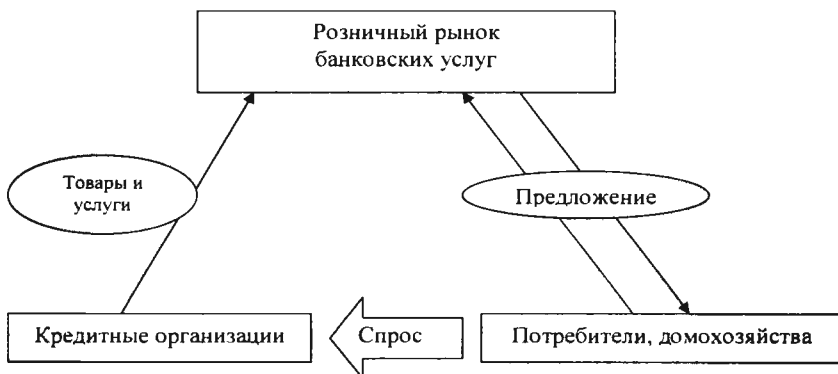 Розничный рынок
банковских услуг
Товары и
услуги
Предложение
Кредитные организации
Спрос
Потребители, домохозяйства